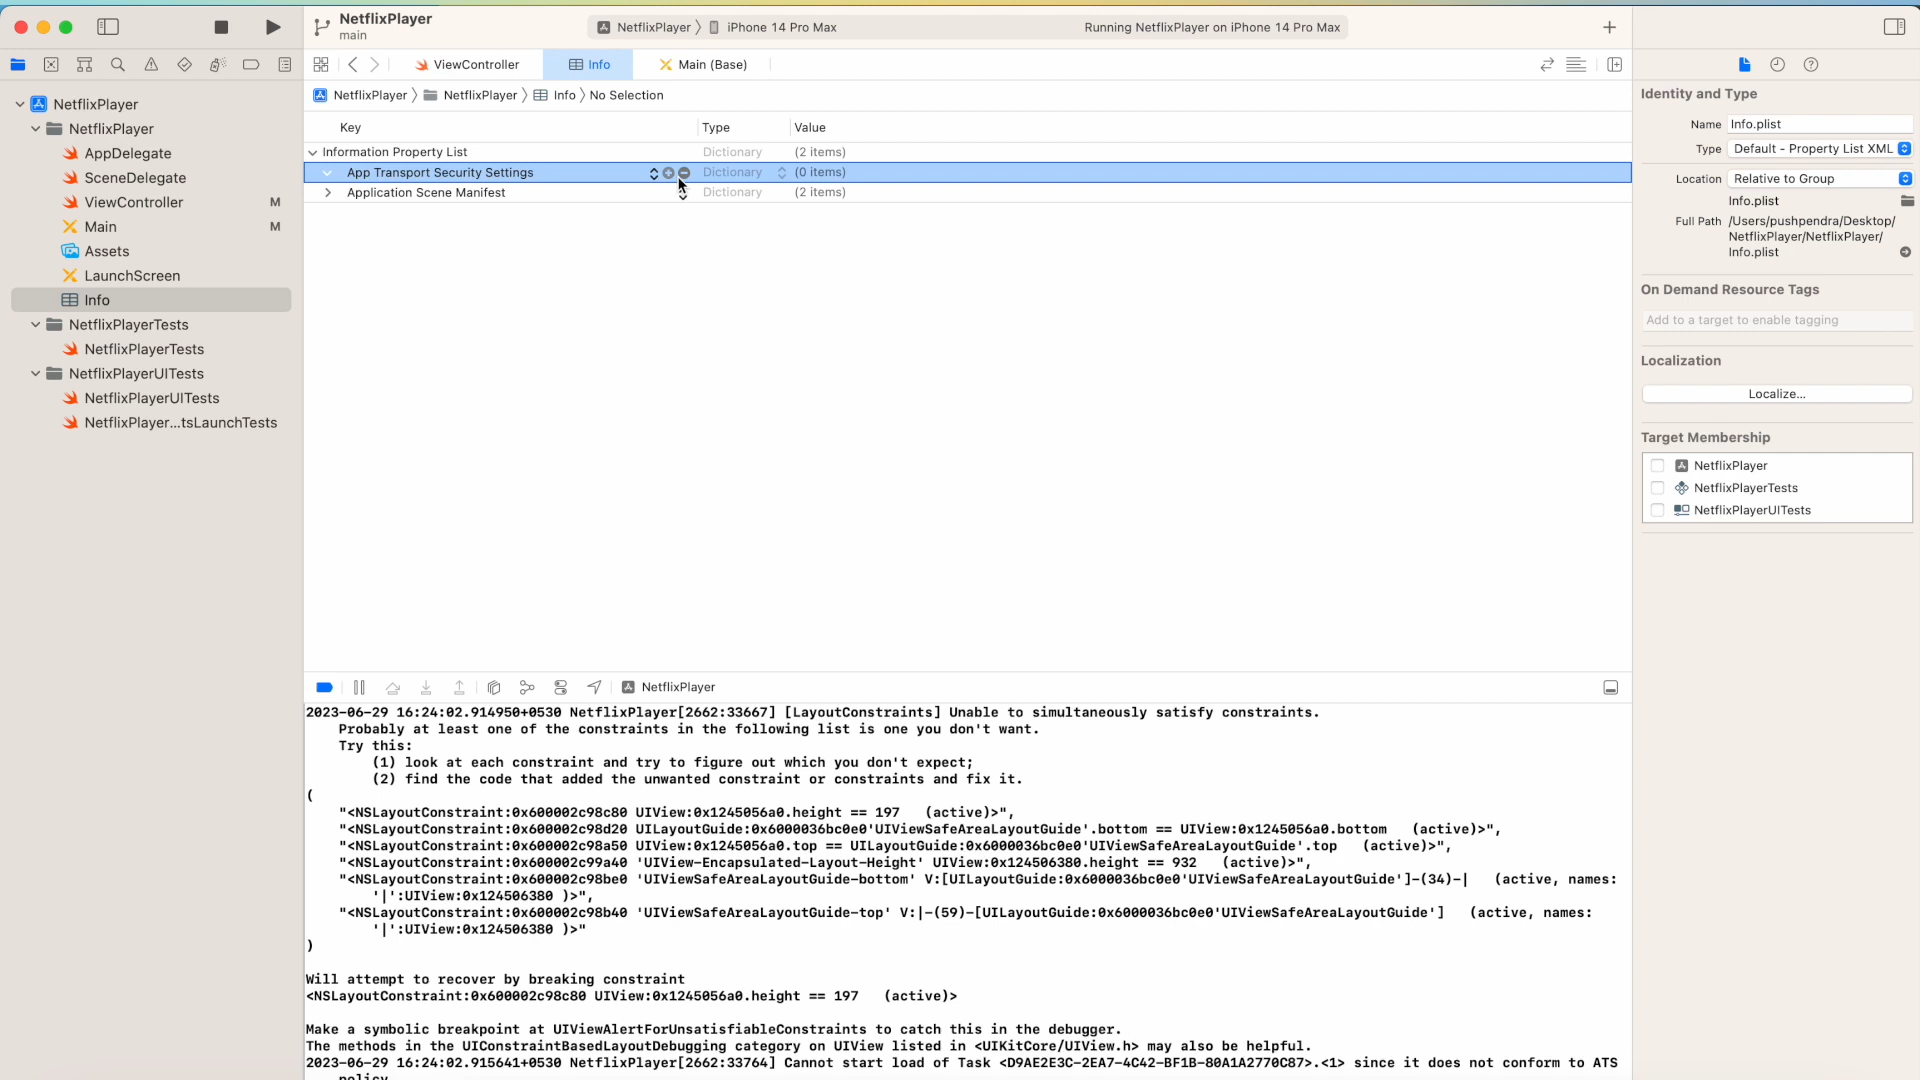 NetflixPlayer
main
NetflixPlayer 〉 iPhone 14 Pro Max
Running NetflixPlayer on iPhone 14 Pro Max
ViewController
Info
Main (Base)
NetflixPlayer 〉 NetflixPlayer 〉 Info 〉 No Selection
NetflixPlayer
NetflixPlayer
AppDelegate
SceneDelegate
ViewController M
Main M
Assets
LaunchScreen
Info
NetflixPlayerTests
NetflixPlayerTests
NetflixPlayerUITests
NetflixPlayerUITests
NetflixPlayer...tsLaunchTests
Key Type Value
Information Property List Dictionary (2 items)
App Transport Security Settings Dictionary (0 items)
Application Scene Manifest Dictionary (2 items)
Identity and Type
Name Info.plist
Type Default - Property List XML
Location Relative to Group
Info.plist
Full Path /Users/pushpendra/Desktop/
NetflixPlayer/NetflixPlayer/
Info.plist
On Demand Resource Tags
Add to a target to enable tagging
Localization
Localize...
Target Membership
NetflixPlayer
NetflixPlayerTests
NetflixPlayerUITests
NetflixPlayer
2023-06-29 16:24:02.914950+0530 NetflixPlayer[2662:33667] [LayoutConstraints] Unable to simultaneously satisfy constraints.
Probably at least one of the constraints in the following list is one you don't want.
Try this:
(1) look at each constraint and try to figure out which you don't expect;
(2) find the code that added the unwanted constraint or constraints and fix it.
(
"<NSLayoutConstraint:0x600002c98c80 UIView:0x1245056a0.height == 197   (active)>",
"<NSLayoutConstraint:0x600002c98d20 UILayoutGuide:0x6000036bc0e0'UIViewSafeAreaLayoutGuide'.bottom == UIView:0x1245056a0.bottom   (active)>",
"<NSLayoutConstraint:0x600002c98a50 UIView:0x1245056a0.top == UILayoutGuide:0x6000036bc0e0'UIViewSafeAreaLayoutGuide'.top   (active)>",
"<NSLayoutConstraint:0x600002c99a40 'UIView-Encapsulated-Layout-Height' UIView:0x124506380.height == 932   (active)>",
"<NSLayoutConstraint:0x600002c98be0 'UIViewSafeAreaLayoutGuide-bottom' V:[UILayoutGuide:0x6000036bc0e0'UIViewSafeAreaLayoutGuide']-(34)-|   (active, names:
'|':UIView:0x124506380 )>",
"<NSLayoutConstraint:0x600002c98b40 'UIViewSafeAreaLayoutGuide-top' V:|-(59)-[UILayoutGuide:0x6000036bc0e0'UIViewSafeAreaLayoutGuide']   (active, names:
'|':UIView:0x124506380 )>"
)
Will attempt to recover by breaking constraint
<NSLayoutConstraint:0x600002c98c80 UIView:0x1245056a0.height == 197   (active)>
Make a symbolic breakpoint at UIViewAlertForUnsatisfiableConstraints to catch this in the debugger.
The methods in the UIConstraintBasedLayoutDebugging category on UIView listed in <UIKitCore/UIView.h> may also be helpful.
2023-06-29 16:24:02.915641+0530 NetflixPlayer[2662:33764] Cannot start load of Task <D9AE2E3C-2EA7-4C42-BF1B-80A1A2770C87>.<1> since it does not conform to ATS
policy